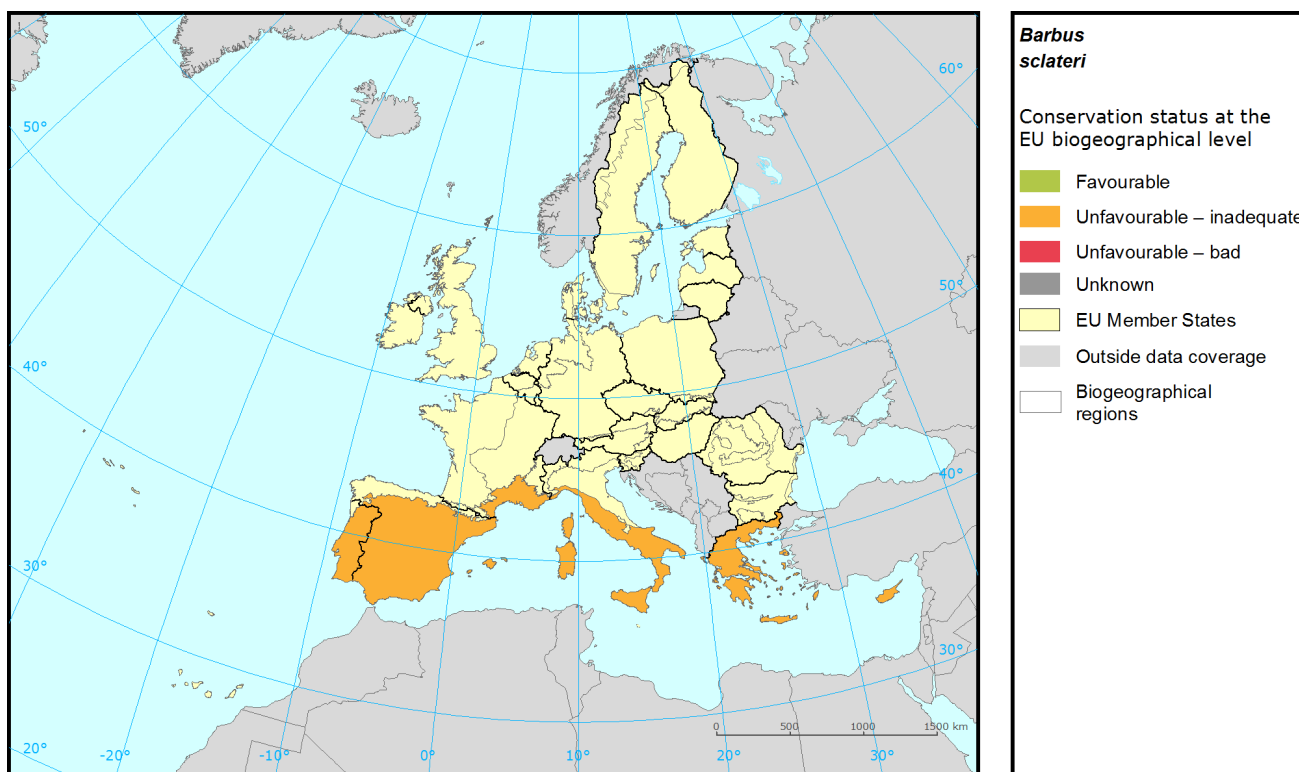 Barbus
sclateri
Conservation status at the
EU biogeographical level
Favourable
Unfavourable – inadequate
Unfavourable – bad
Unknown
EU Member States
Outside data coverage
Biogeographical
regions
60°
50°
50°
40°
40°
30°
30°
20°
-20°
-10°
0°
10°
20°
30°
0 500 1000 1500 km